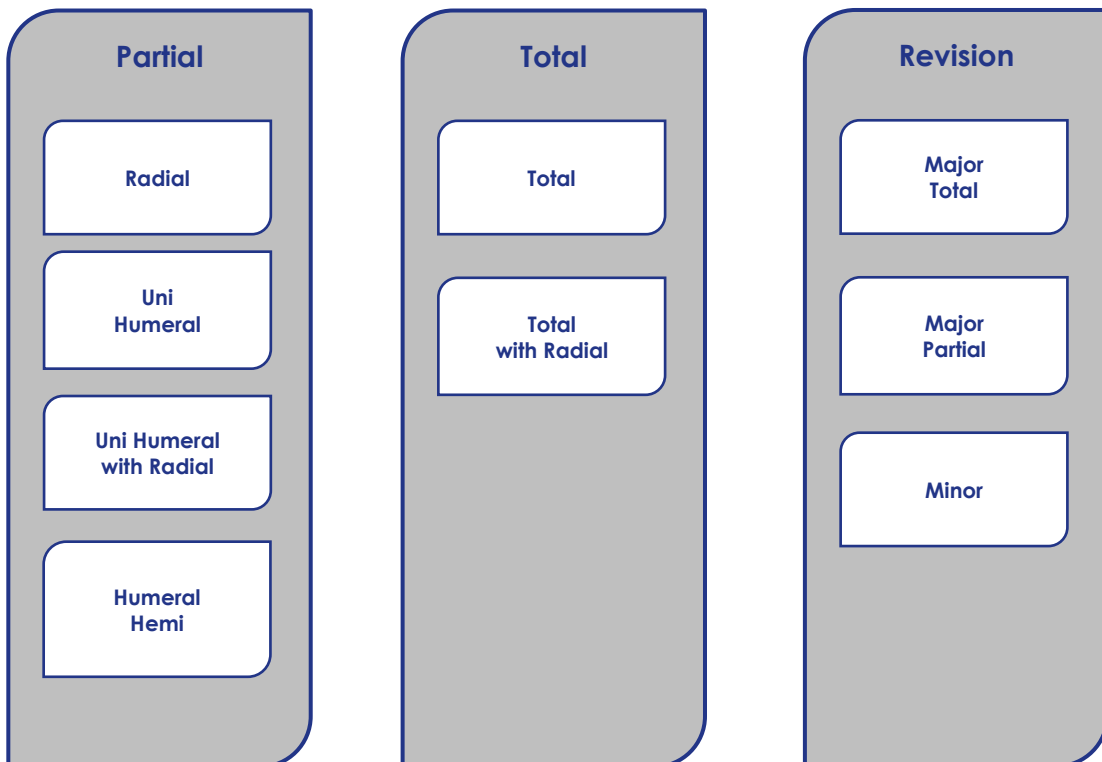 Partial
Radial
Uni
Humeral
Uni Humeral
with Radial
Humeral
Hemi
Total
Total
Total
with Radial
Revision
Major
Total
Major
Partial
Minor